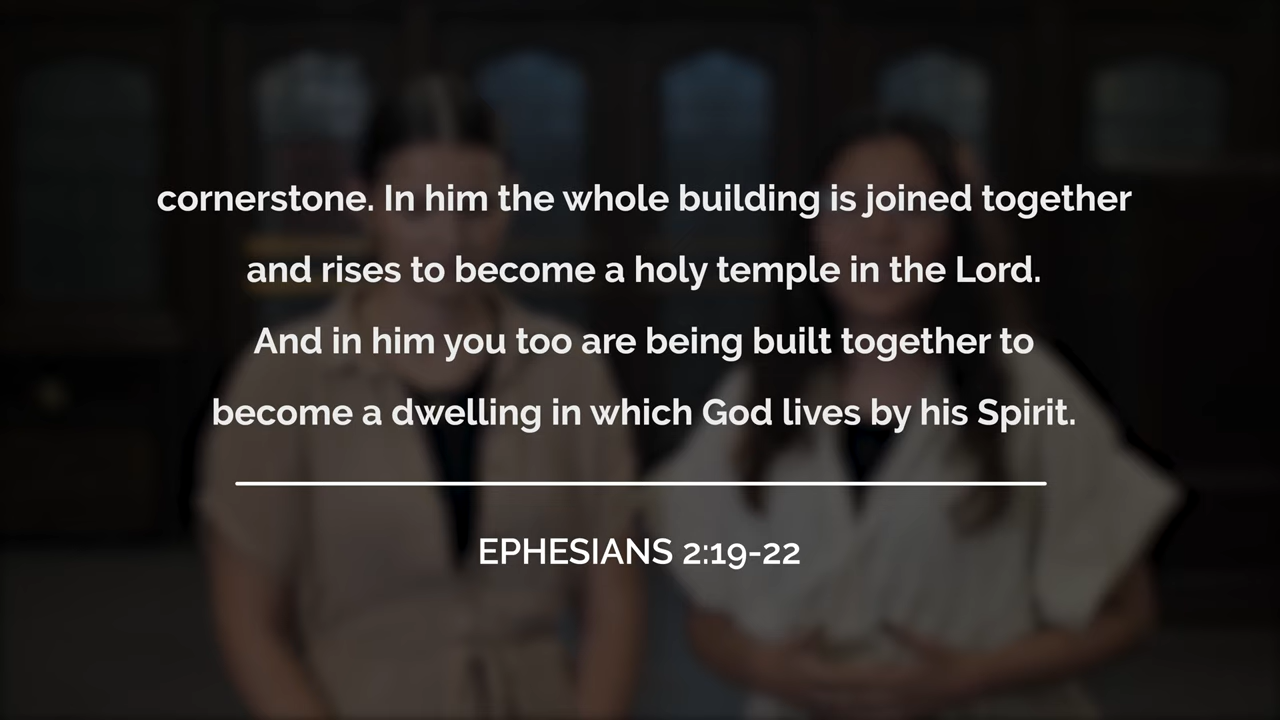 cornerstone. In him the whole building is joined together
and rises to become a holy temple in the Lord.
And in him you too are being built together to
become a dwelling in which God lives by his Spirit.
EPHESIANS 2:19-22